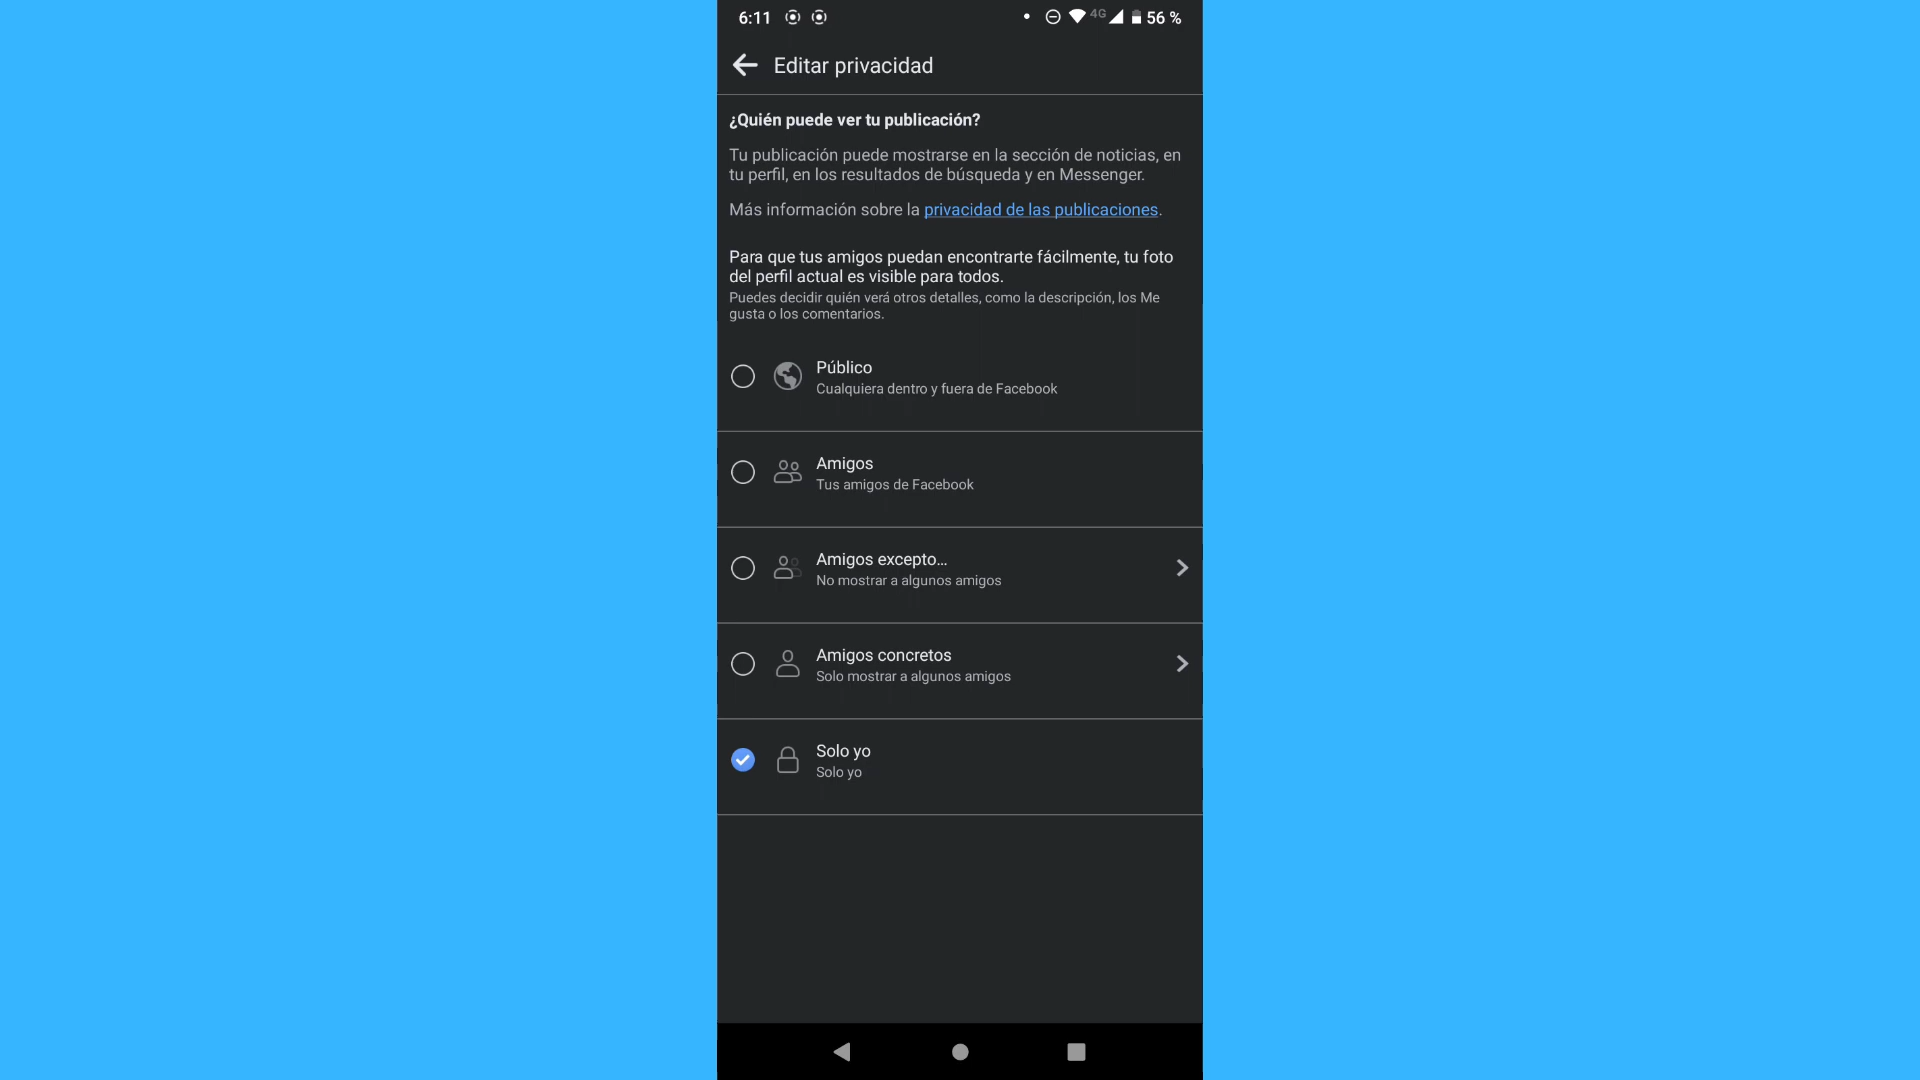 6:11 4G 56 %
Editar privacidad
¿Quién puede ver tu publicación?
Tu publicación puede mostrarse en la sección de noticias, en
tu perfil, en los resultados de búsqueda y en Messenger.
Más información sobre la privacidad de las publicaciones.
Para que tus amigos puedan encontrarte fácilmente, tu foto
del perfil actual es visible para todos.
Puedes decidir quién verá otros detalles, como la descripción, los Me
gusta o los comentarios.
Público
Cualquiera dentro y fuera de Facebook
Amigos
Tus amigos de Facebook
Amigos excepto...
No mostrar a algunos amigos
Amigos concretos
Solo mostrar a algunos amigos
Solo yo
Solo yo